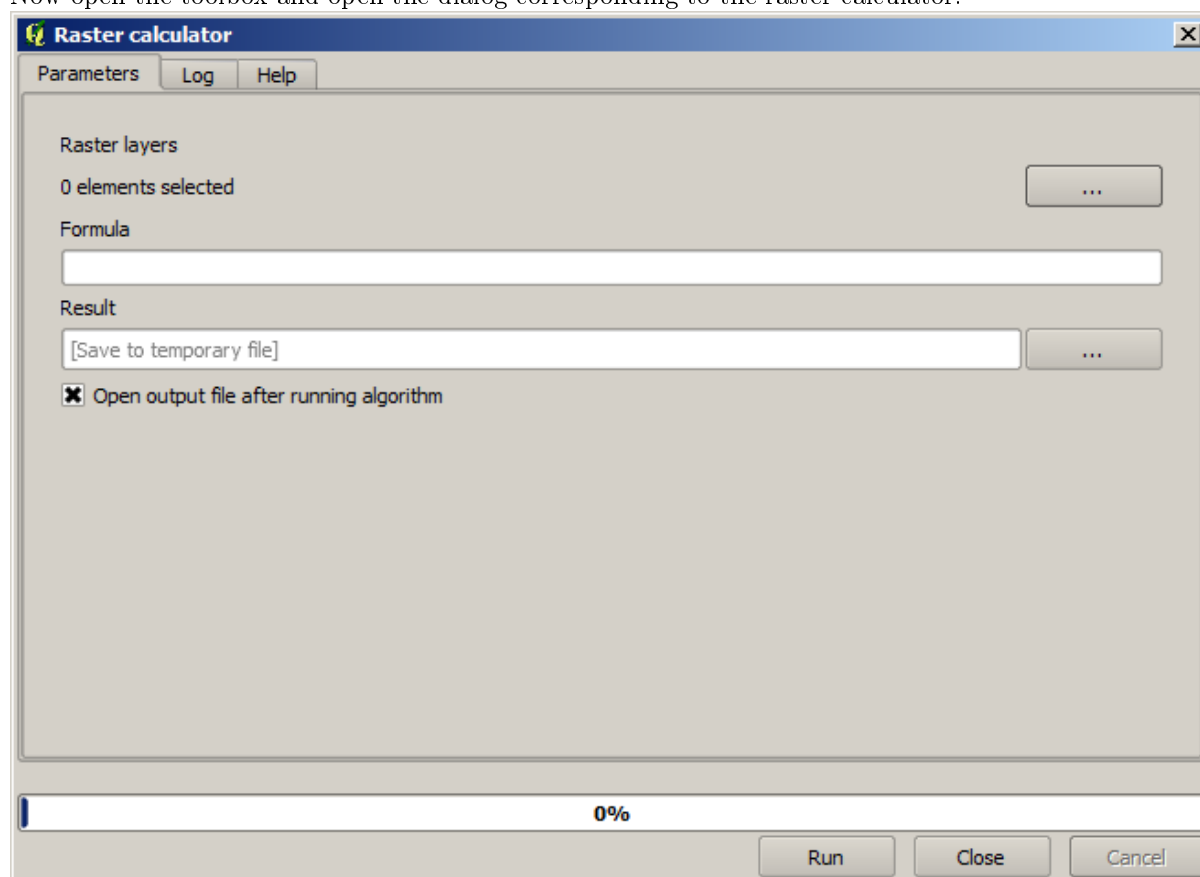 Now open the toolbox and open the dialog corresponding to the raster calculator.
Raster calculator
Parameters Log Help
Raster layers
0 elements selected ...
Formula
Result
[Save to temporary file] ...
Open output file after running algorithm
0%
Run Close Cancel